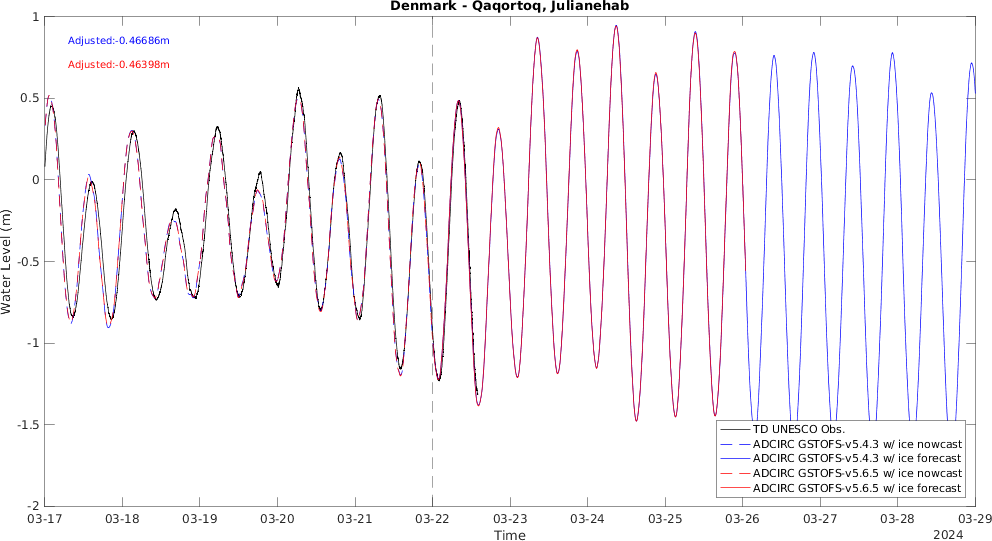 Denmark - Qaqortoq, Julianehab
Adjusted:-0.46686m
Adjusted:-0.46398m
Water Level (m)
1
0.5
0
-0.5
-1
-1.5
-2
TD UNESCO Obs.
ADCIRC GSTOFS-v5.4.3 w/ ice nowcast
ADCIRC GSTOFS-v5.4.3 w/ ice forecast
ADCIRC GSTOFS-v5.6.5 w/ ice nowcast
ADCIRC GSTOFS-v5.6.5 w/ ice forecast
03-17 03-18 03-19 03-20 03-21 03-22 03-23 03-24 03-25 03-26 03-27 03-28 03-29
Time
2024